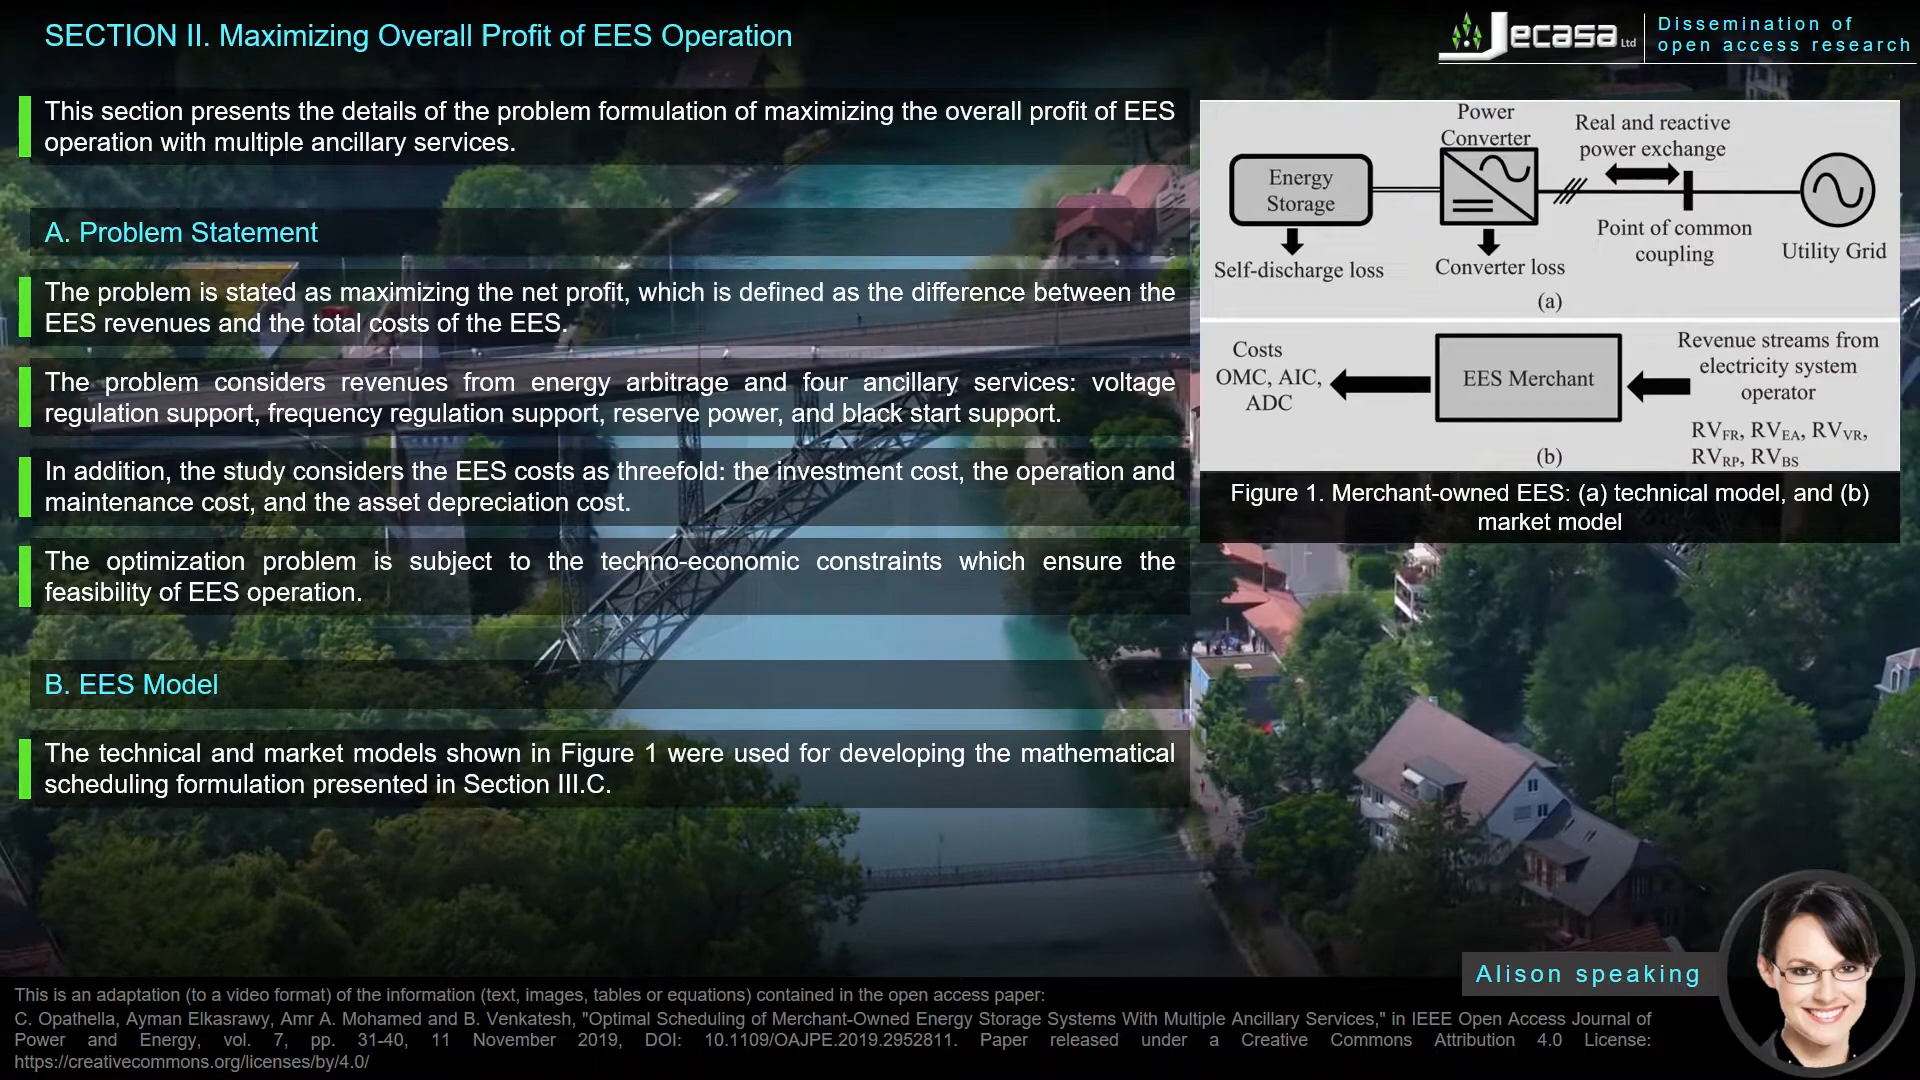 SECTION II. Maximizing Overall Profit of EES Operation
Jecasa Ltd
Dissemination of
open access research
This section presents the details of the problem formulation of maximizing the overall profit of EES
operation with multiple ancillary services.
A. Problem Statement
The problem is stated as maximizing the net profit, which is defined as the difference between the
EES revenues and the total costs of the EES.
The problem considers revenues from energy arbitrage and four ancillary services: voltage
regulation support, frequency regulation support, reserve power, and black start support.
In addition, the study considers the EES costs as threefold: the investment cost, the operation and
maintenance cost, and the asset depreciation cost.
The optimization problem is subject to the techno-economic constraints which ensure the
feasibility of EES operation.
B. EES Model
The technical and market models shown in Figure 1 were used for developing the mathematical
scheduling formulation presented in Section III.C.
Power
Converter
Real and reactive
power exchange
Energy
Storage
Point of common
coupling
Utility Grid
Self-discharge loss
Converter loss
(a)
Costs
OMC, AIC,
ADC
EES Merchant
Revenue streams from
electricity system
operator
RVFR, RVEA, RVVR,
RVRP, RVBS
(b)
Figure 1. Merchant-owned EES: (a) technical model, and (b)
market model
Alison speaking
This is an adaptation (to a video format) of the information (text, images, tables or equations) contained in the open access paper:
C. Opathella, Ayman Elkasrawy, Amr A. Mohamed and B. Venkatesh, "Optimal Scheduling of Merchant-Owned Energy Storage Systems With Multiple Ancillary Services," in IEEE Open Access Journal of
Power and Energy, vol. 7, pp. 31-40, 11 November 2019, DOI: 10.1109/OAJPE.2019.2952811. Paper released under a Creative Commons Attribution 4.0 License:
https://creativecommons.org/licenses/by/4.0/